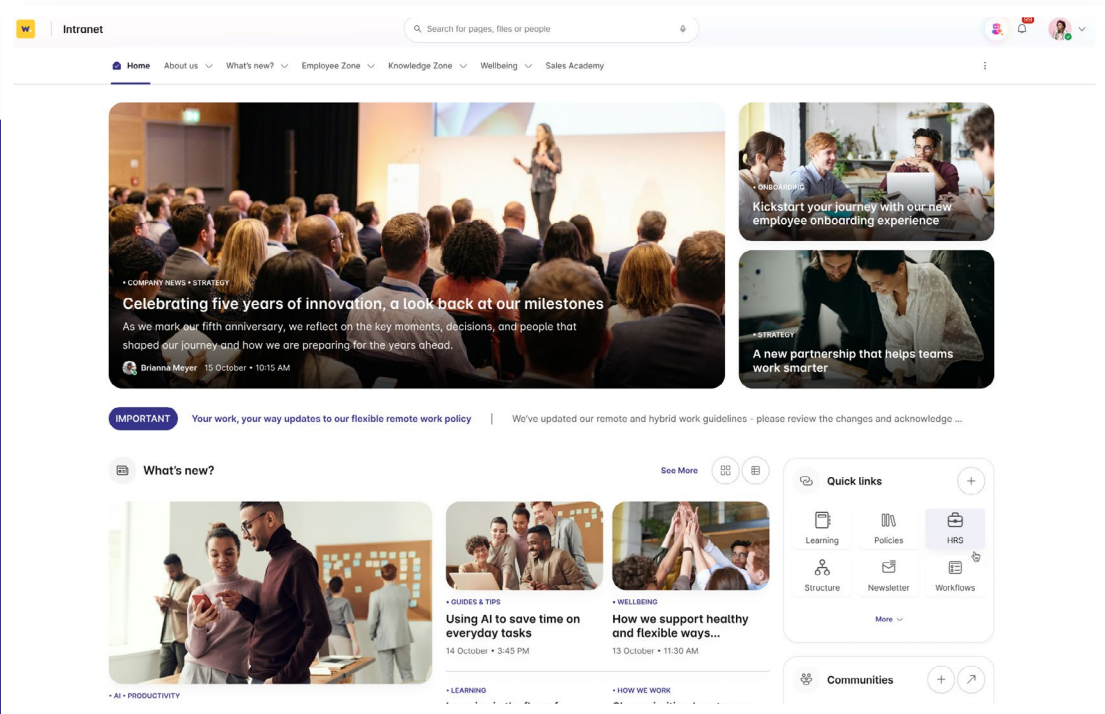 W
Intranet
Search for pages, files or people
Home
About us
What's new?
Employee Zone
Knowledge Zone
Wellbeing
Sales Academy
• COMPANY NEWS • STRATEGY
Celebrating five years of innovation, a look back at our milestones
As we mark our fifth anniversary, we reflect on the key moments, decisions, and people that
shaped our journey and how we are preparing for the years ahead.
Brianna Meyer 15 October • 10:15 AM
• ONBOARDING
Kickstart your journey with our new
employee onboarding experience
• STRATEGY
A new partnership that helps teams
work smarter
IMPORTANT
Your work, your way updates to our flexible remote work policy
We've updated our remote and hybrid work guidelines - please review the changes and acknowledge ...
What's new?
See More
• AI • PRODUCTIVITY
• GUIDES & TIPS
Using AI to save time on
everyday tasks
14 October • 3:45 PM
• LEARNING
• WELLBEING
How we support healthy
and flexible ways...
13 October • 11:30 AM
• HOW WE WORK
Quick links
Learning
Policies
HRS
Structure
Newsletter
Workflows
More
Communities